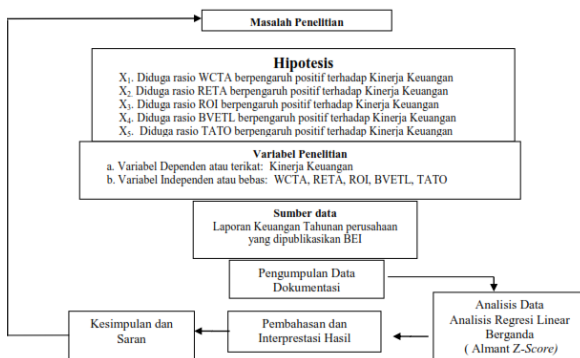 Masalah Penelitian
Hipotesis
X1. Diduga rasio WCTA berpengaruh positif terhadap Kinerja Keuangan
X2. Diduga rasio RETA berpengaruh positif terhadap Kinerja Keuangan
X3. Diduga rasio ROI berpengaruh positif terhadap Kinerja Keuangan
X4. Diduga rasio BVETL berpengaruh positif terhadap Kinerja Keuangan
X5. Diduga rasio TATO berpengaruh positif terhadap Kinerja Keuangan
Variabel Penelitian
a. Variabel Dependen atau terikat: Kinerja Keuangan
b. Variabel Independen atau bebas: WCTA, RETA, ROI, BVETL, TATO
Sumber data
Laporan Keuangan Tahunan perusahaan
yang dipublikasikan BEI
Pengumpulan Data
Dokumentasi
Analisis Data
Analisis Regresi Linear
Berganda
( Almant Z-Score)
Pembahasan dan
Interprestasi Hasil
Kesimpulan dan
Saran